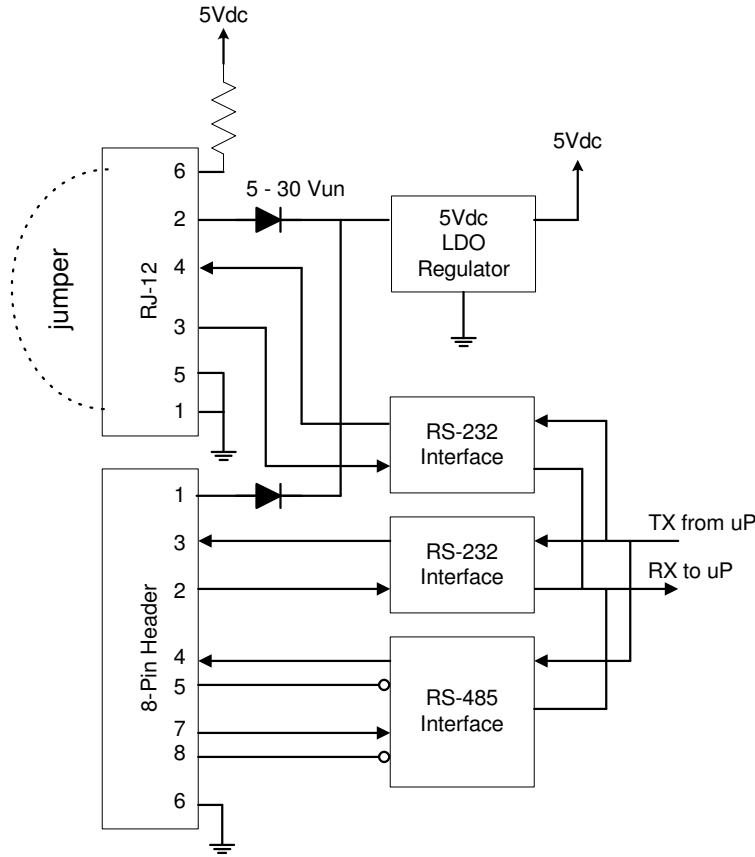 5Vdc
6
5 - 30 Vun
5Vdc
2
5Vdc
LDO
Regulator
4
jumper
RJ-12
3
5
1
RS-232
Interface
1
TX from uP
3
RS-232
Interface
RX to uP
2
8-Pin Header
4
5
RS-485
Interface
7
8
6